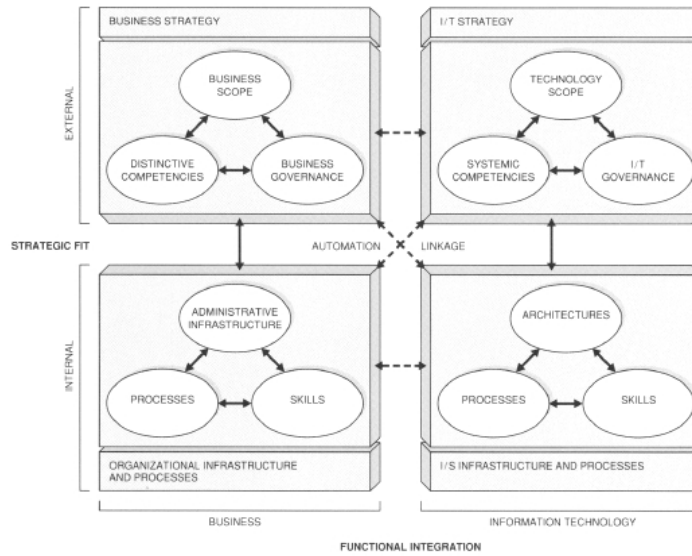 BUSINESS STRATEGY
I/T STRATEGY
BUSINESS
SCOPE
TECHNOLOGY
SCOPE
EXTERNAL
DISTINCTIVE
COMPETENCIES
BUSINESS
GOVERNANCE
SYSTEMIC
COMPETENCIES
I/T
GOVERNANCE
STRATEGIC FIT
AUTOMATION
LINKAGE
ADMINISTRATIVE
INFRASTRUCTURE
ARCHITECTURES
INTERNAL
PROCESSES
SKILLS
PROCESSES
SKILLS
ORGANIZATIONAL INFRASTRUCTURE
AND PROCESSES
I/S INFRASTRUCTURE AND PROCESSES
BUSINESS
INFORMATION TECHNOLOGY
FUNCTIONAL INTEGRATION